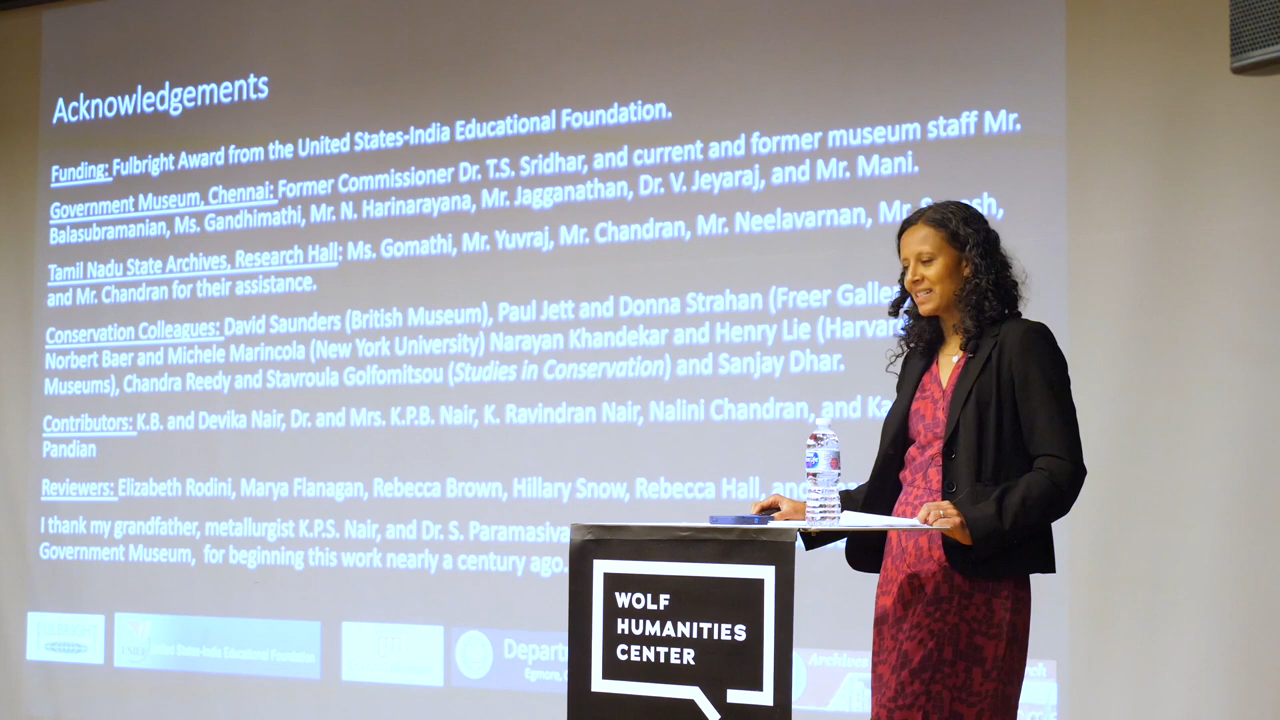 Acknowledgements
Funding: Fulbright Award from the United States-India Educational Foundation.
Government Museum, Chennai: Former Commissioner Dr. T.S. Sridhar, and current and former museum staff Mr.
Balasubramanian, Ms. Gandhimathi, Mr. N. Harinarayana, Mr. Jagganathan, Dr. V. Jeyaraj, and Mr. Mani.
Tamil Nadu State Archives, Research Hall: Ms. Gomathi, Mr. Yuvraj, Mr. Chandran, Mr. Neelavarnan, Mr.
and Mr. Chandran for their assistance.
Conservation Colleagues: David Saunders (British Museum), Paul Jett and Donna Strahan (Freer
Norbert Baer and Michele Marincola (New York University) Narayan Khandekar and Henry Lie (Harvard
Museums), Chandra Reedy and Stavroula Golfomitsou (Studies in Conservation) and Sanjay Dhar.
Contributors: K.B. and Devika Nair, Dr. and Mrs. K.P.B. Nair, K. Ravindran Nair, Nalini Chandran, and
Pandian
Reviewers: Elizabeth Rodini, Marya Flanagan, Rebecca Brown, Hillary Snow, Rebecca Hall, and
I thank my grandfather, metallurgist K.P.S. Nair, and Dr. S.
Government Museum, for beginning this work nearly a century ago.
FULBRIGHT
United States-India Educational Foundation
Egmore,
WOLF
HUMANITIES
CENTER